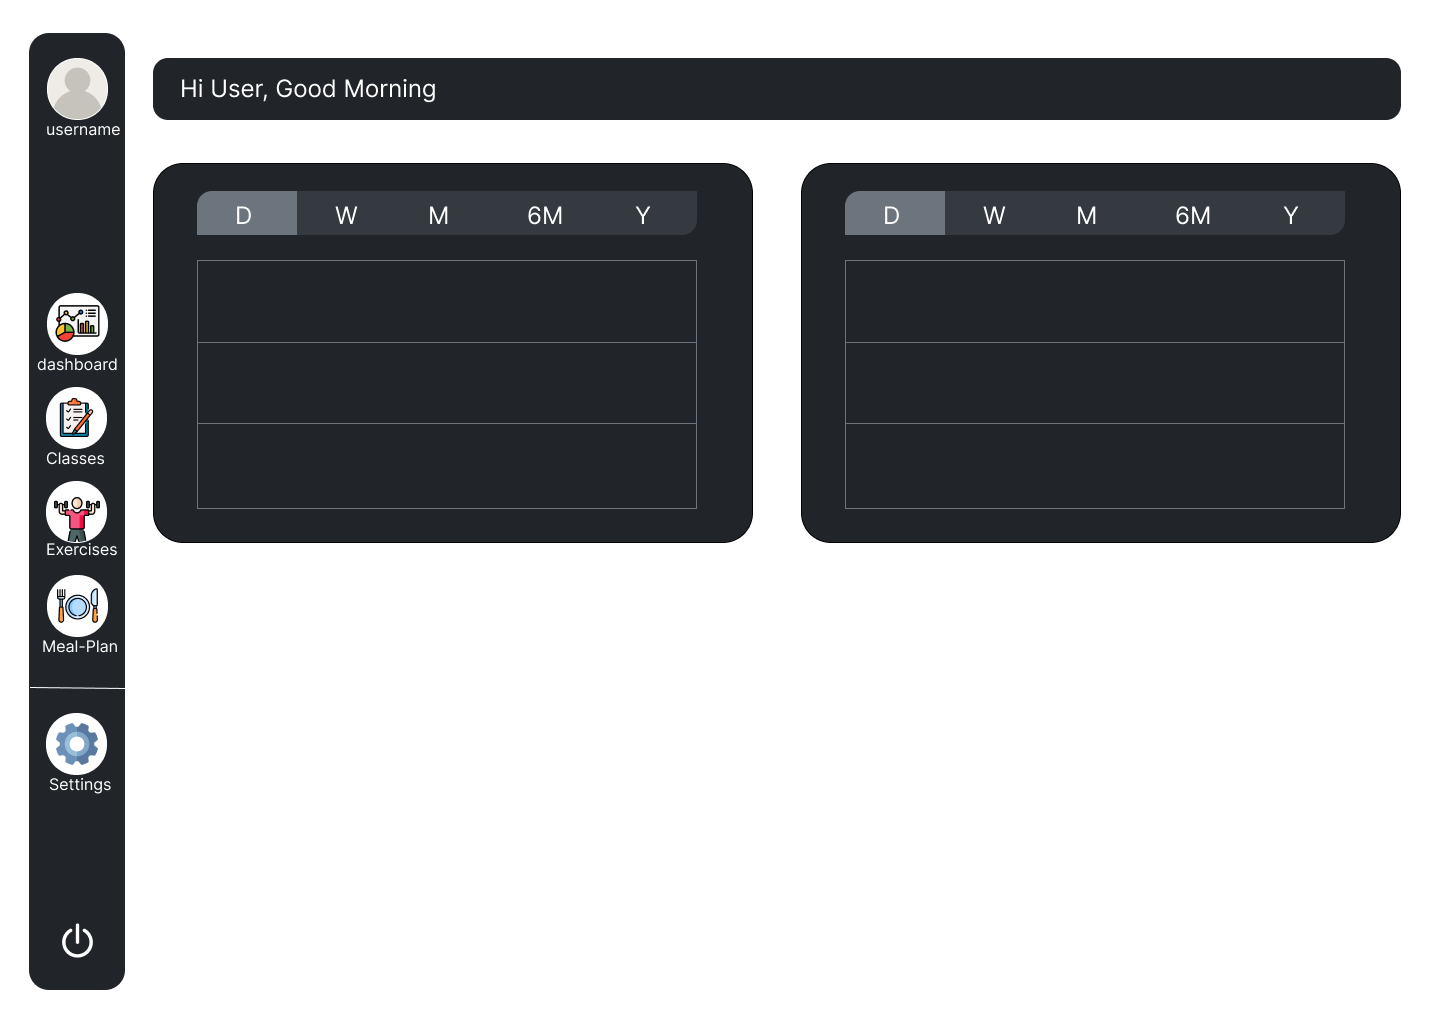 username
dashboard
Classes
Exercises
Meal-Plan
Settings
Hi User, Good Morning
D W M 6M Y
D W M 6M Y